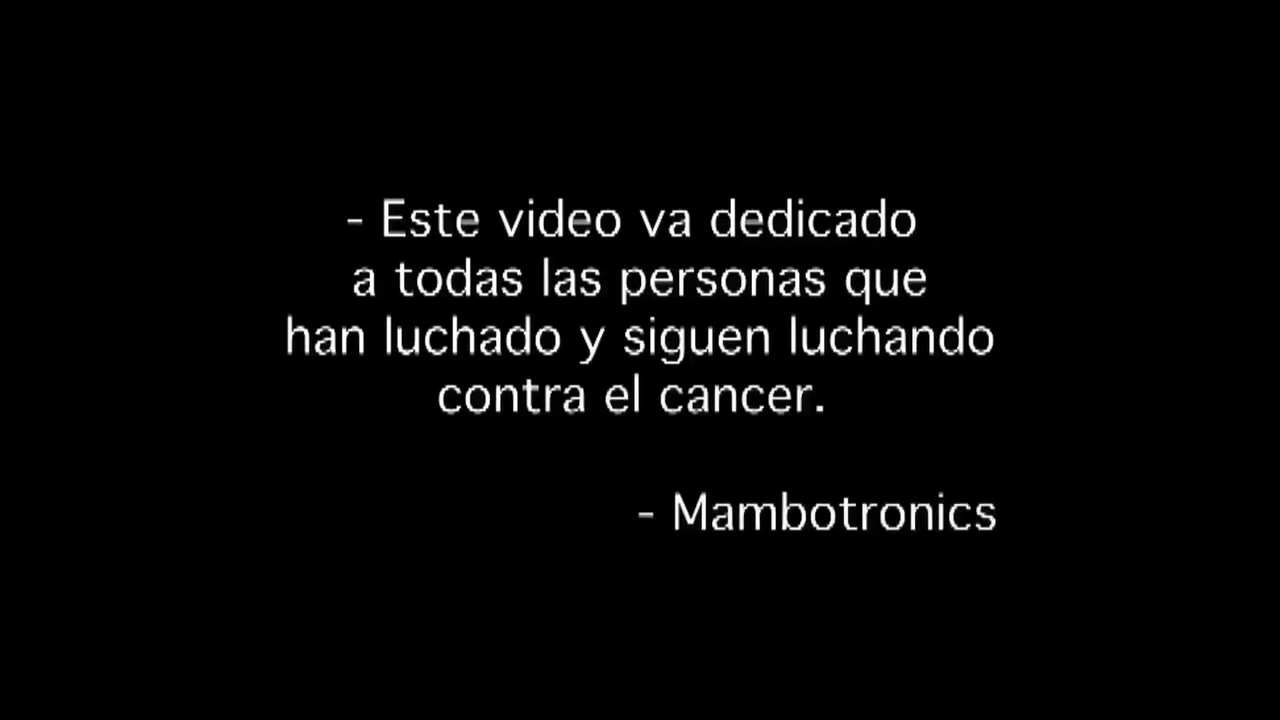 - Este video va dedicado
a todas las personas que
han luchado y siguen luchando
contra el cancer.
- Mambotronics